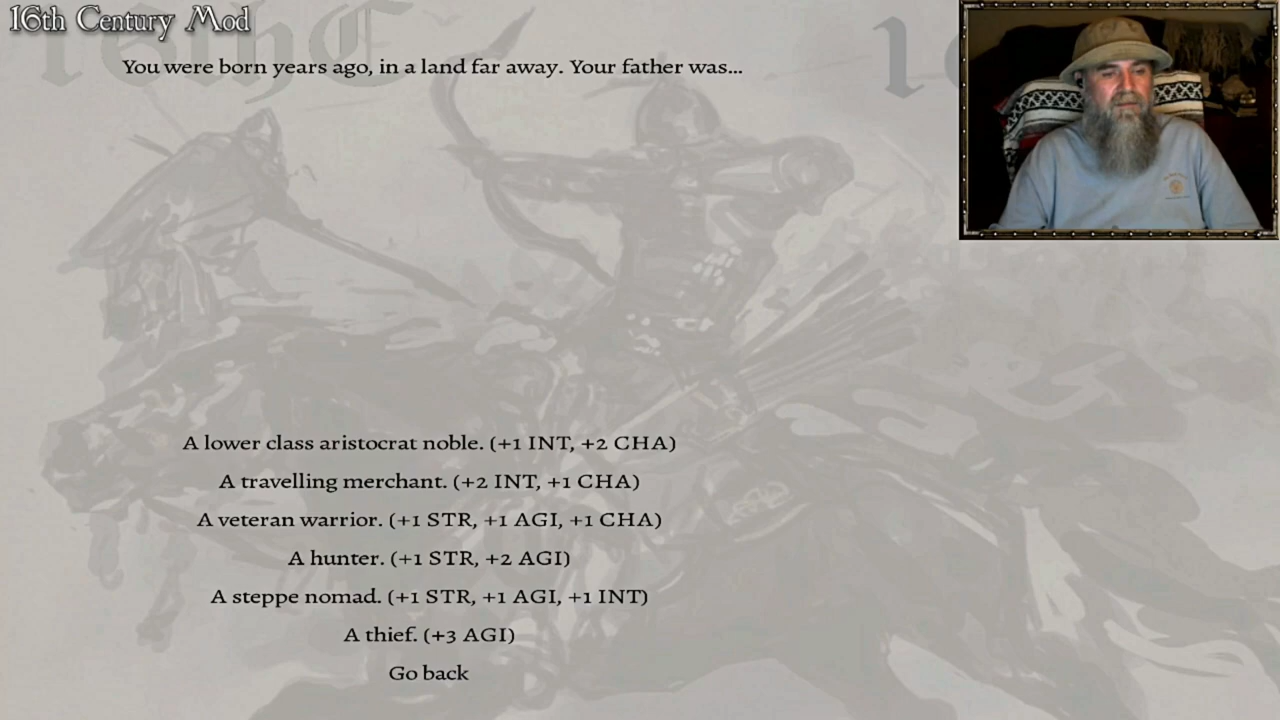 16th Century Mod
16thC
You were born years ago, in a land far away. Your father was...
A lower class aristocrat noble. (+1 INT, +2 CHA)
A travelling merchant. (+2 INT, +1 CHA)
A veteran warrior. (+1 STR, +1 AGI, +1 CHA)
A hunter. (+1 STR, +2 AGI)
A steppe nomad. (+1 STR, +1 AGI, +1 INT)
A thief. (+3 AGI)
Go back